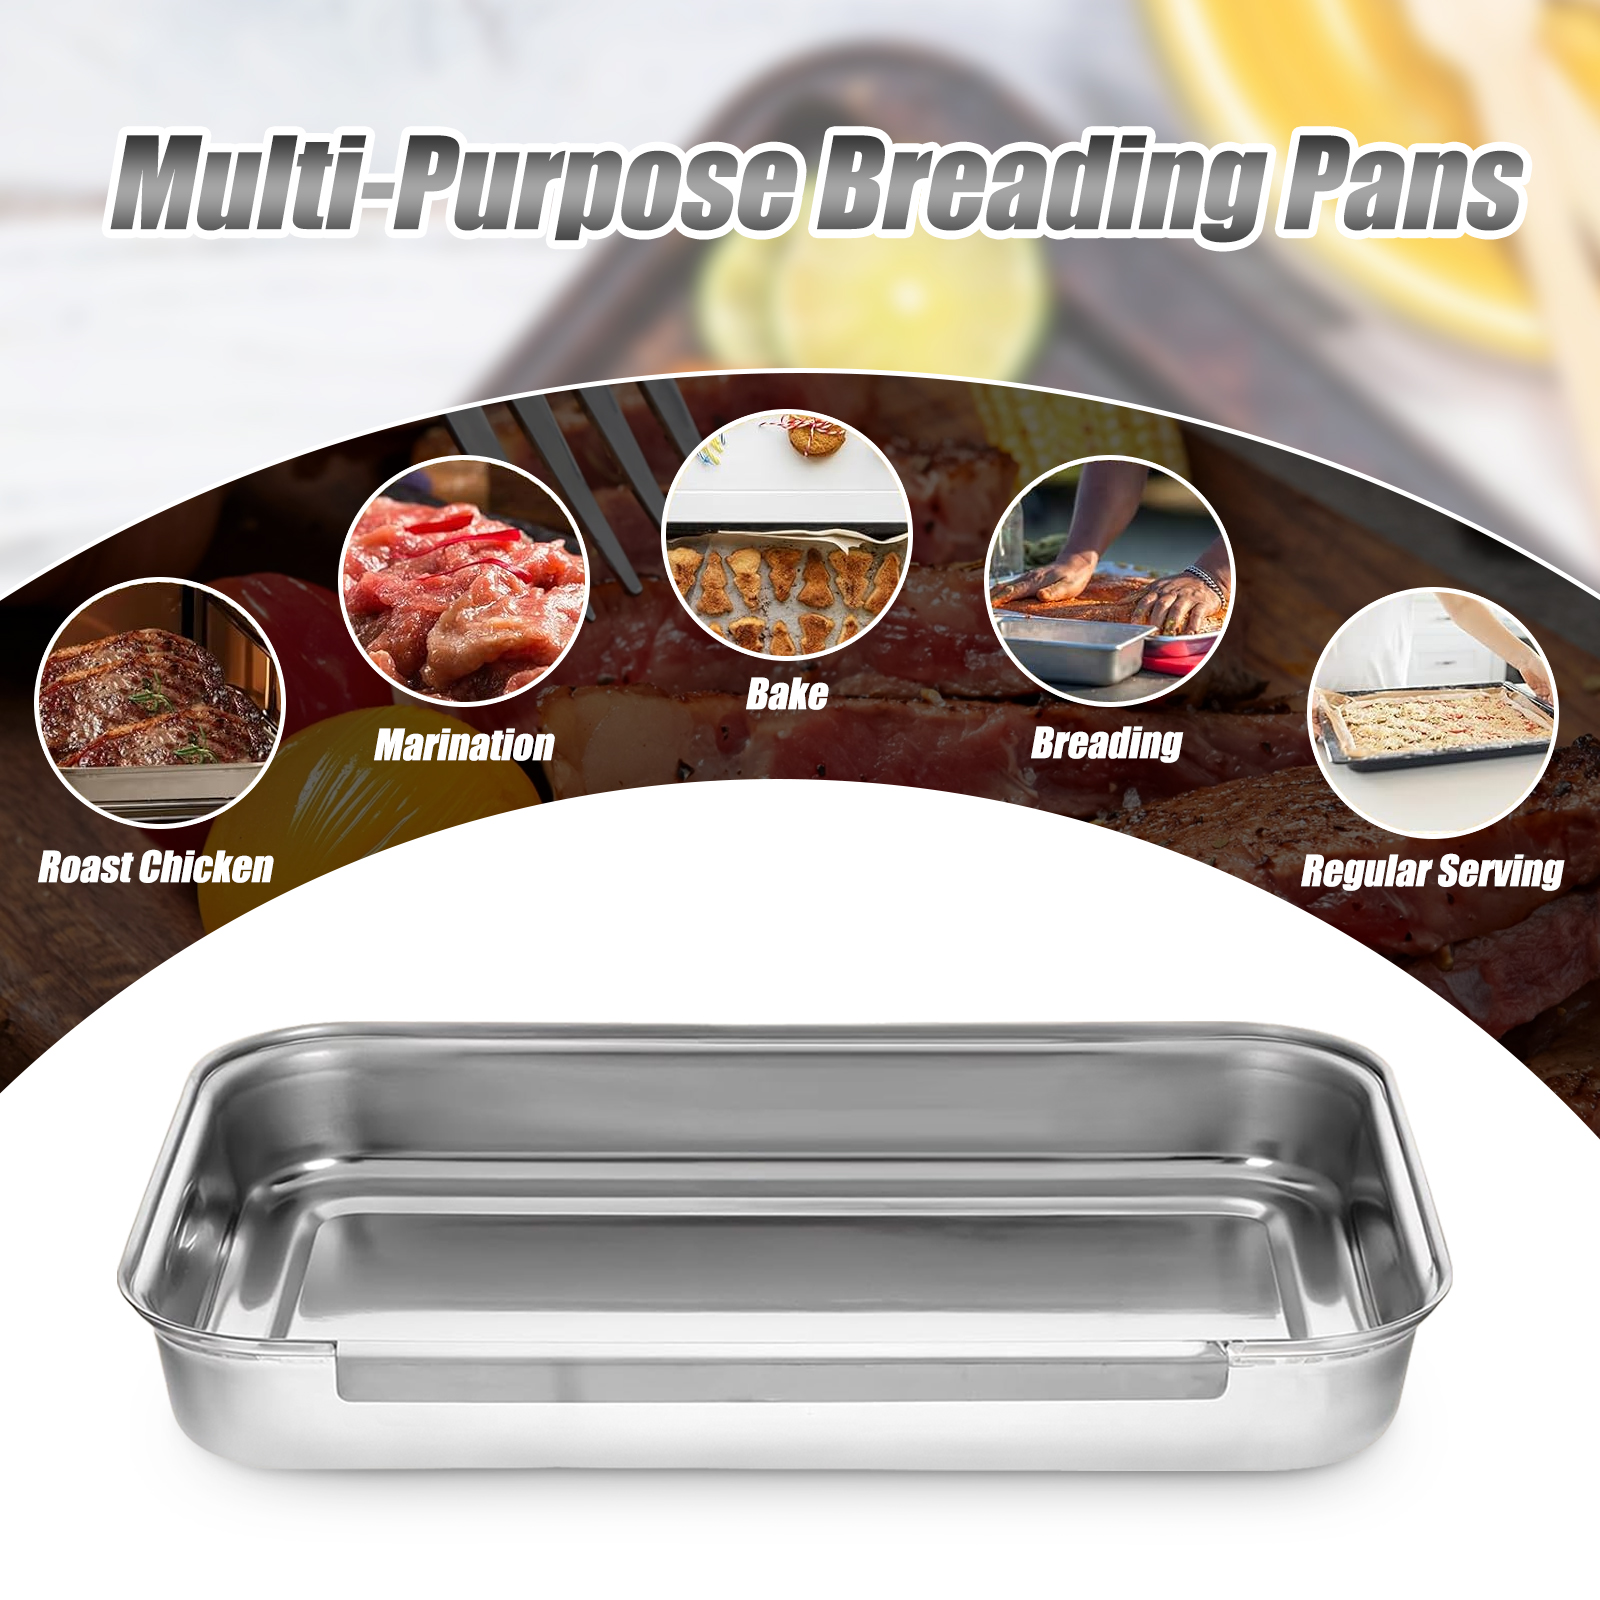 Multi-Purpose Breading Pans
Bake
Marination
Breading
Roast Chicken
Regular Serving